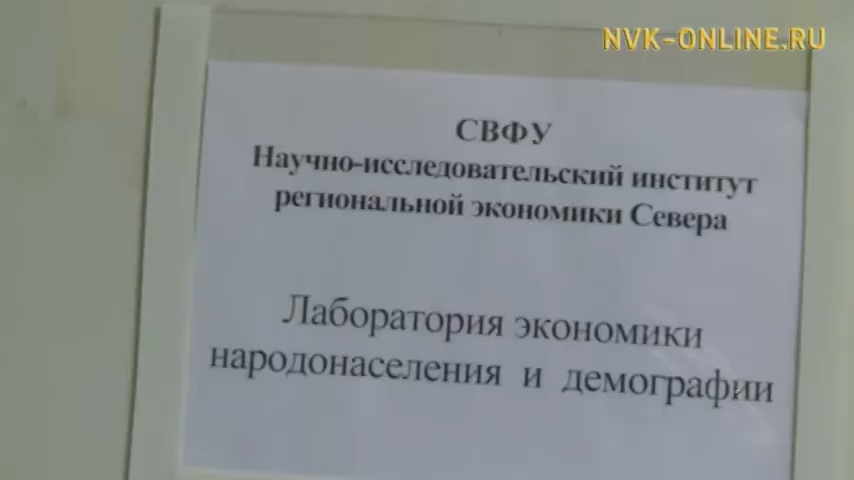 NVK-ONLINE.RU
СВФУ
Научно-исследовательский институт
региональной экономики Севера
Лаборатория экономики
народонаселения и демографии